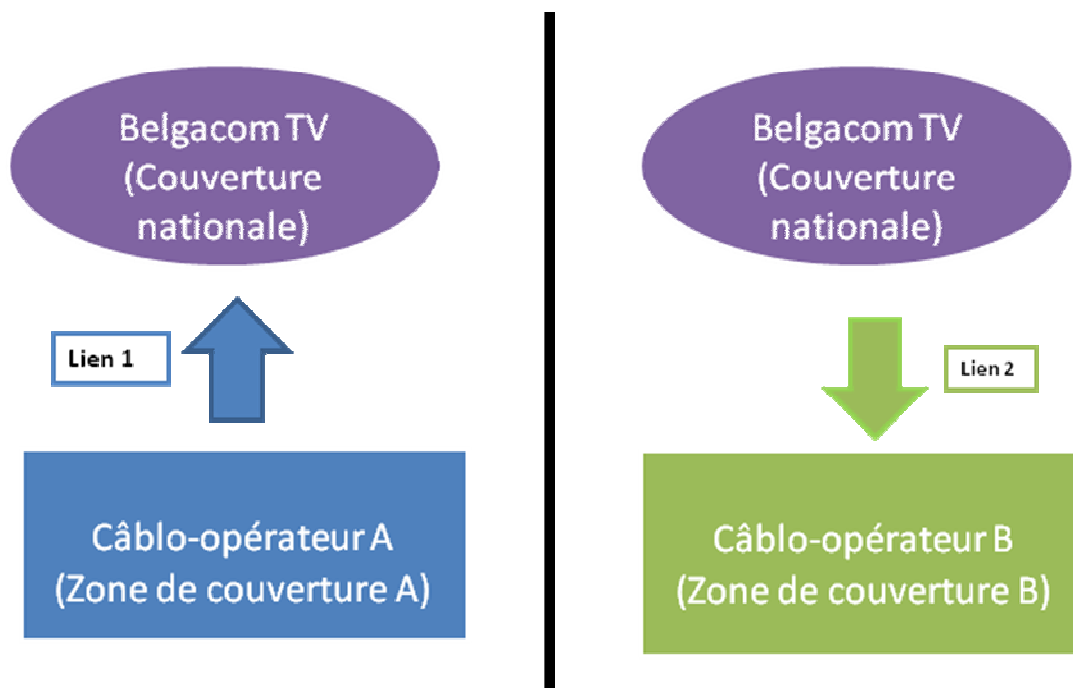 Belgacom TV
(Couverture
nationale)
Lien 1
Câblo-opérateur A
(Zone de couverture A)
Belgacom TV
(Couverture
nationale)
Lien 2
Câblo-opérateur B
(Zone de couverture B)